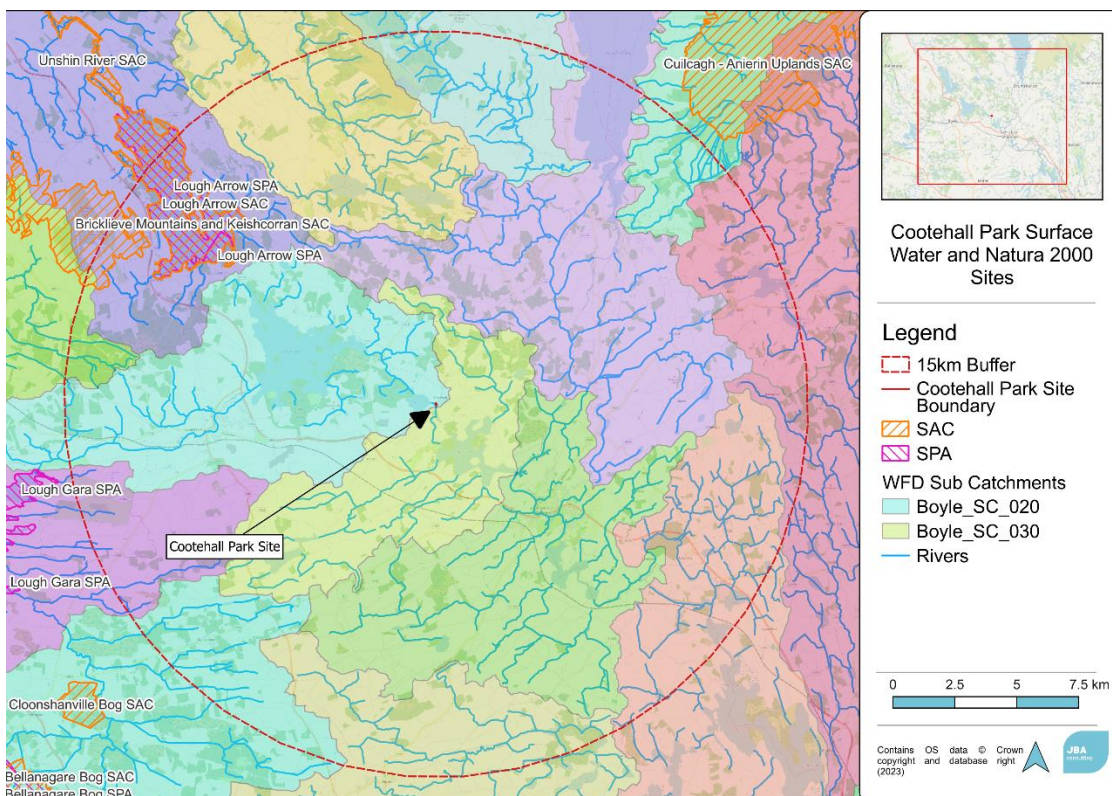 Unshin River SAC
Cuilcagh - Anierin Uplands SAC
Lough Arrow SPA
Lough Arrow SAC
Bricklieve Mountains and Keishcorran SAC
Lough Arrow SPA
Lough Gara SPA
Cootehall Park Site
Lough Gara SPA
Cloonshanville Bog SAC
Bellanagare Bog SAC
Bellanagare Bog SPA
Cootehall Park Surface
Water and Natura 2000
Sites
Legend
15km Buffer
Cootehall Park Site
Boundary
SAC
SPA
WFD Sub Catchments
Boyle_SC_020
Boyle_SC_030
Rivers
0 2.5 5 7.5 km
Contains OS data © Crown
copyright and database right
(2023)
JBA
consulting